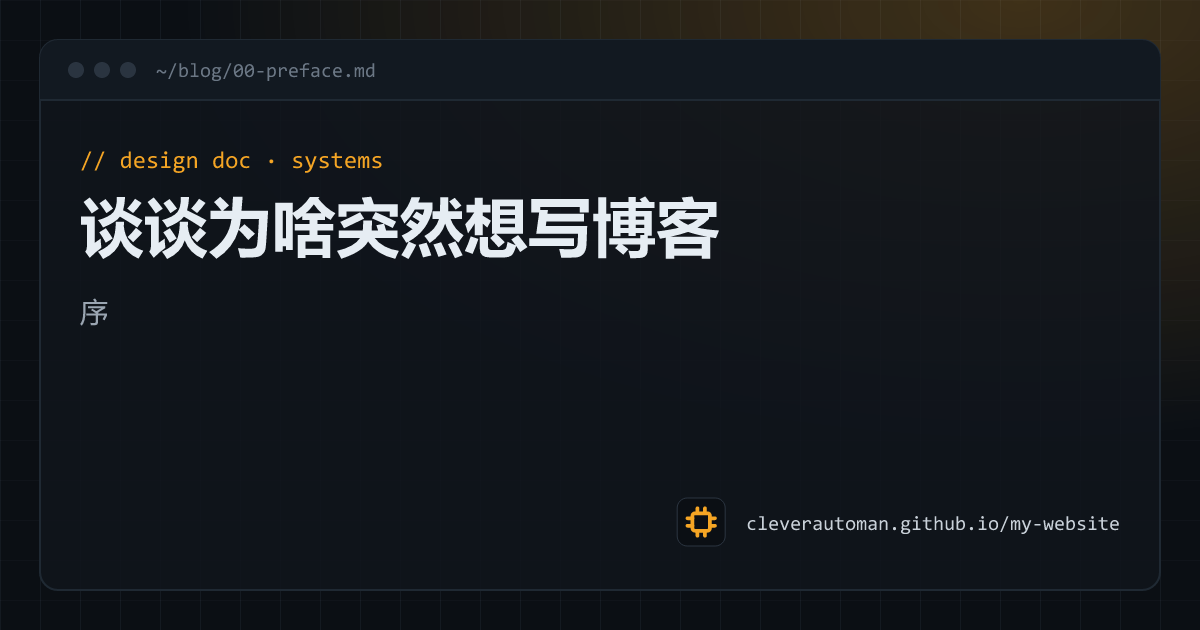 ~/blog/00-preface.md
// design doc · systems
谈谈为啥突然想写博客
序
cleverautoman.github.io/my-website